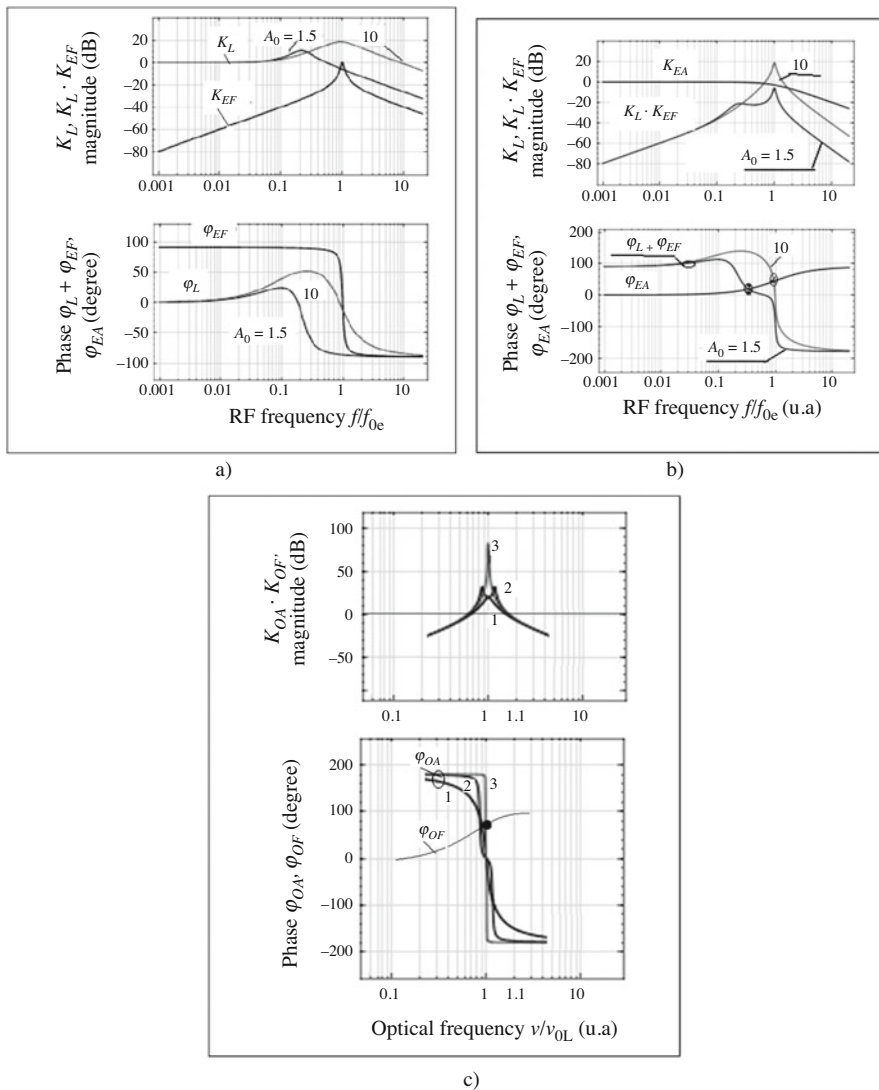 a)
K_L, K_L · K_EF
magnitude (dB)
20
0
−20
−40
−60
−80
K_L
A_0 = 1.5
10
K_EF
0.001
0.01
0.1
1
10
Phase φ_L + φ_EF,
φ_EA (degree)
100
50
0
−50
−100
φ_EF
φ_L
10
A_0 = 1.5
0.001
0.01
0.1
1
10
RF frequency f/f_0e
a)
b)
K_L, K_L · K_EF
magnitude (dB)
40
20
0
−20
−40
−60
−80
K_EA
10
K_L · K_EF
A_0 = 1.5
0.001
0.01
0.1
1
10
Phase φ_L + φ_EF,
φ_EA (degree)
200
100
0
−100
−200
φ_L + φ_EF
10
φ_EA
A_0 = 1.5
0.001
0.01
0.1
1
10
RF frequency f/f_0e (u.a)
b)
K_OA · K_OF,
magnitude (dB)
100
50
0
−50
3
2
1
0.1
1
1.1
10
Phase φ_OA, φ_OF (degree)
200
100
0
−200
φ_OA
1
2
3
φ_OF
0.1
1
1.1
10
Optical frequency ν/ν_0L (u.a)
c)